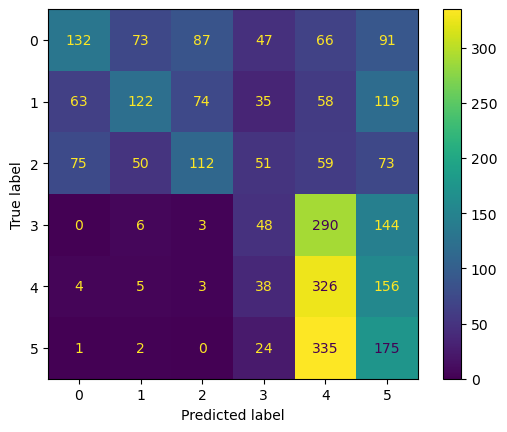 0 132 73 87 47 66 91
1 63 122 74 35 58 119
2 75 50 112 51 59 73
3 0 6 3 48 290 144
4 4 5 3 38 326 156
5 1 2 0 24 335 175
0 1 2 3 4 5
Predicted label
True label
300
250
200
150
100
50
0